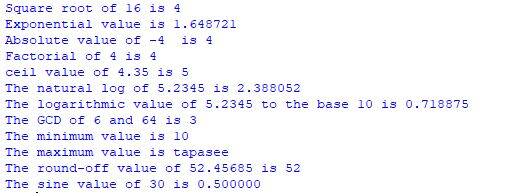 Square root of 16 is 4
Exponential value is 1.648721
Absolute value of -4  is 4
Factorial of 4 is 4
ceil value of 4.35 is 5
The natural log of 5.2345 is 2.388052
The logarithmic value of 5.2345 to the base 10 is 0.718875
The GCD of 6 and 64 is 3
The minimum value is 10
The maximum value is tapasee
The round-off value of 52.45685 is 52
The sine value of 30 is 0.500000